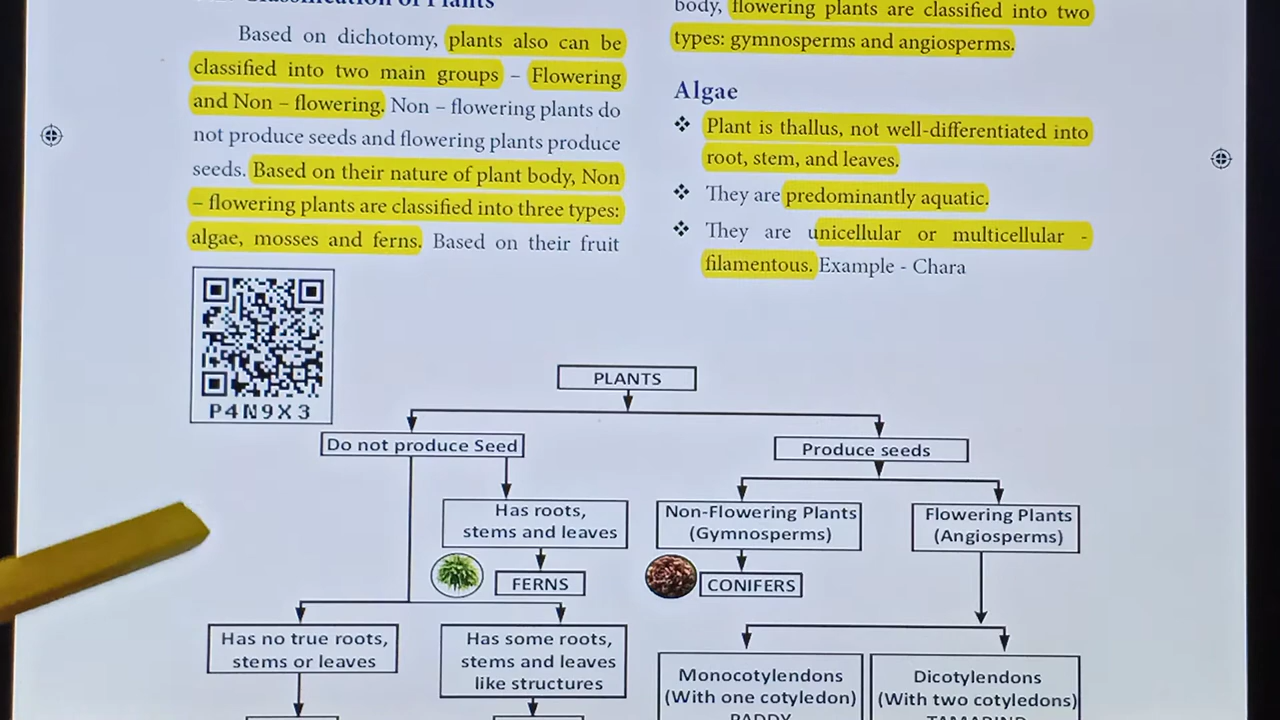 Classification of Plants
Based on dichotomy, plants also can be
classified into two main groups – Flowering
and Non – flowering. Non – flowering plants do
not produce seeds and flowering plants produce
seeds. Based on their nature of plant body, Non
– flowering plants are classified into three types:
algae, mosses and ferns. Based on their fruit
P4N9X3
body, flowering plants are classified into two
types: gymnosperms and angiosperms.
Algae
❖ Plant is thallus, not well-differentiated into
root, stem, and leaves.
❖ They are predominantly aquatic.
❖ They are unicellular or multicellular -
filamentous. Example - Chara
PLANTS
Do not produce Seed
Produce seeds
Has roots,
stems and leaves
Non-Flowering Plants
(Gymnosperms)
Flowering Plants
(Angiosperms)
FERNS
CONIFERS
Has no true roots,
stems or leaves
Has some roots,
stems and leaves
like structures
Monocotylendons
(With one cotyledon)
PADDY
Dicotylendons
(With two cotyledons)
TAMARIND